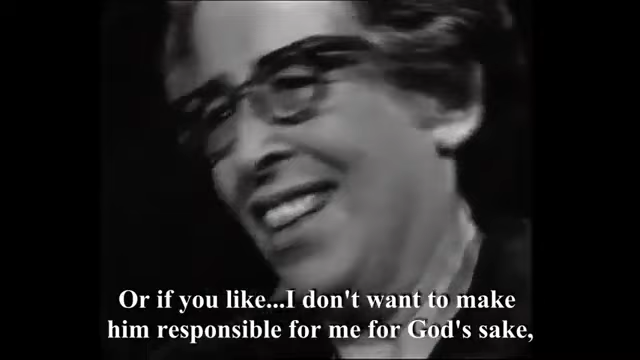 Or if you like...I don't want to make
him responsible for me for God's sake,